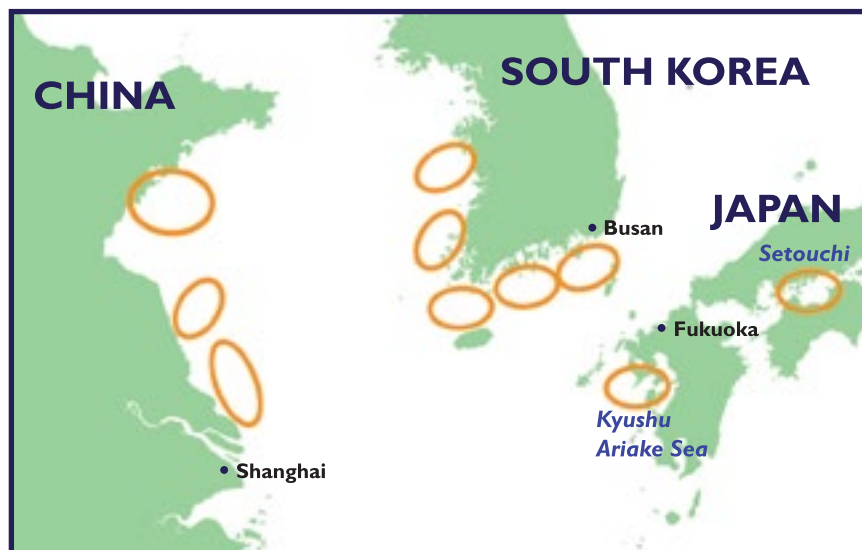 SOUTH KOREA
CHINA
JAPAN
Busan
Setouchi
Fukuoka
Kyushu
Ariake Sea
Shanghai